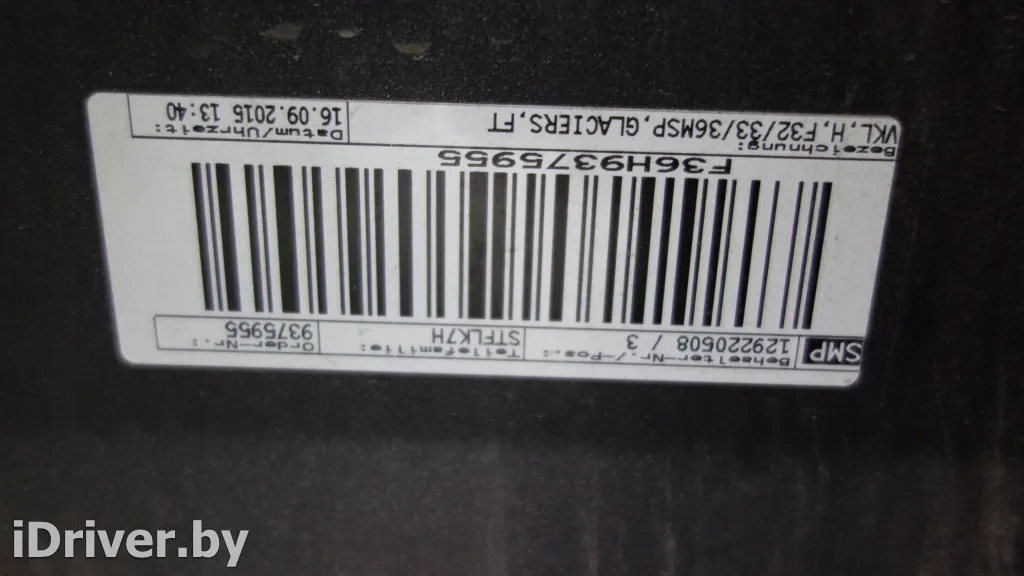 SMP
Behaelter-Nr./-Pos.:
129220508 / 3
Teilefamilie:
STFLK7H
Order-Nr.:
9375955
F36H9375955
Bezeichnung:
VKL,H,F32/33/36MSP,GLACIERS,FT
Datum/Uhrzeit:
16.09.2015 13:40
iDriver.by